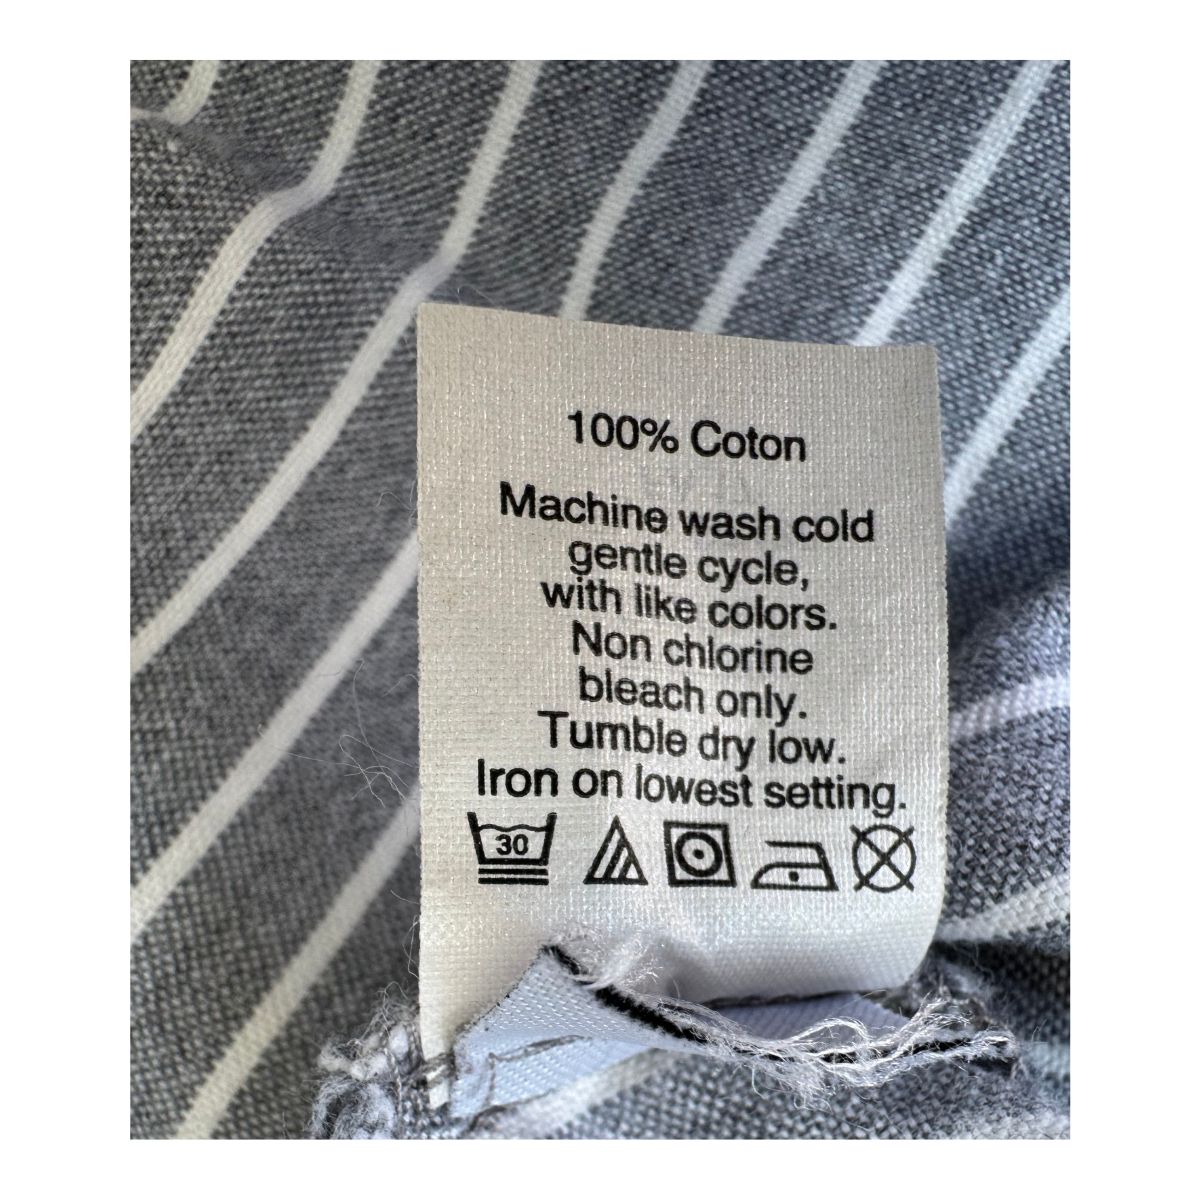 100% Coton
Machine wash cold
gentle cycle,
with like colors.
Non chlorine
bleach only.
Tumble dry low.
Iron on lowest setting.
30